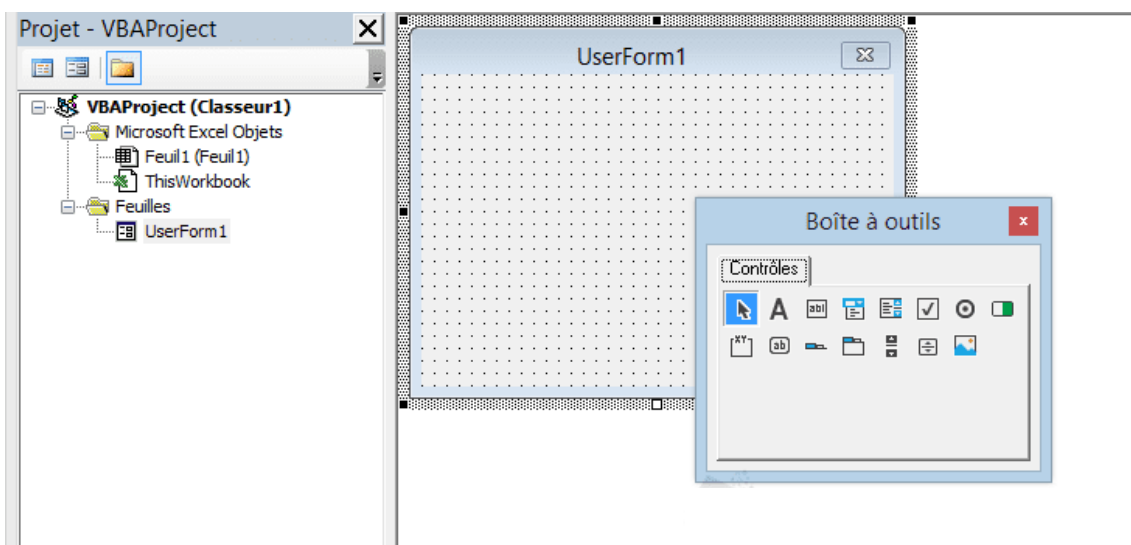 Projet - VBAProject
VBAProject (Classeur1)
Microsoft Excel Objets
Feuil1 (Feuil1)
ThisWorkbook
Feuilles
UserForm1
UserForm1
Boîte à outils
Contrôles
A abl
XY ab